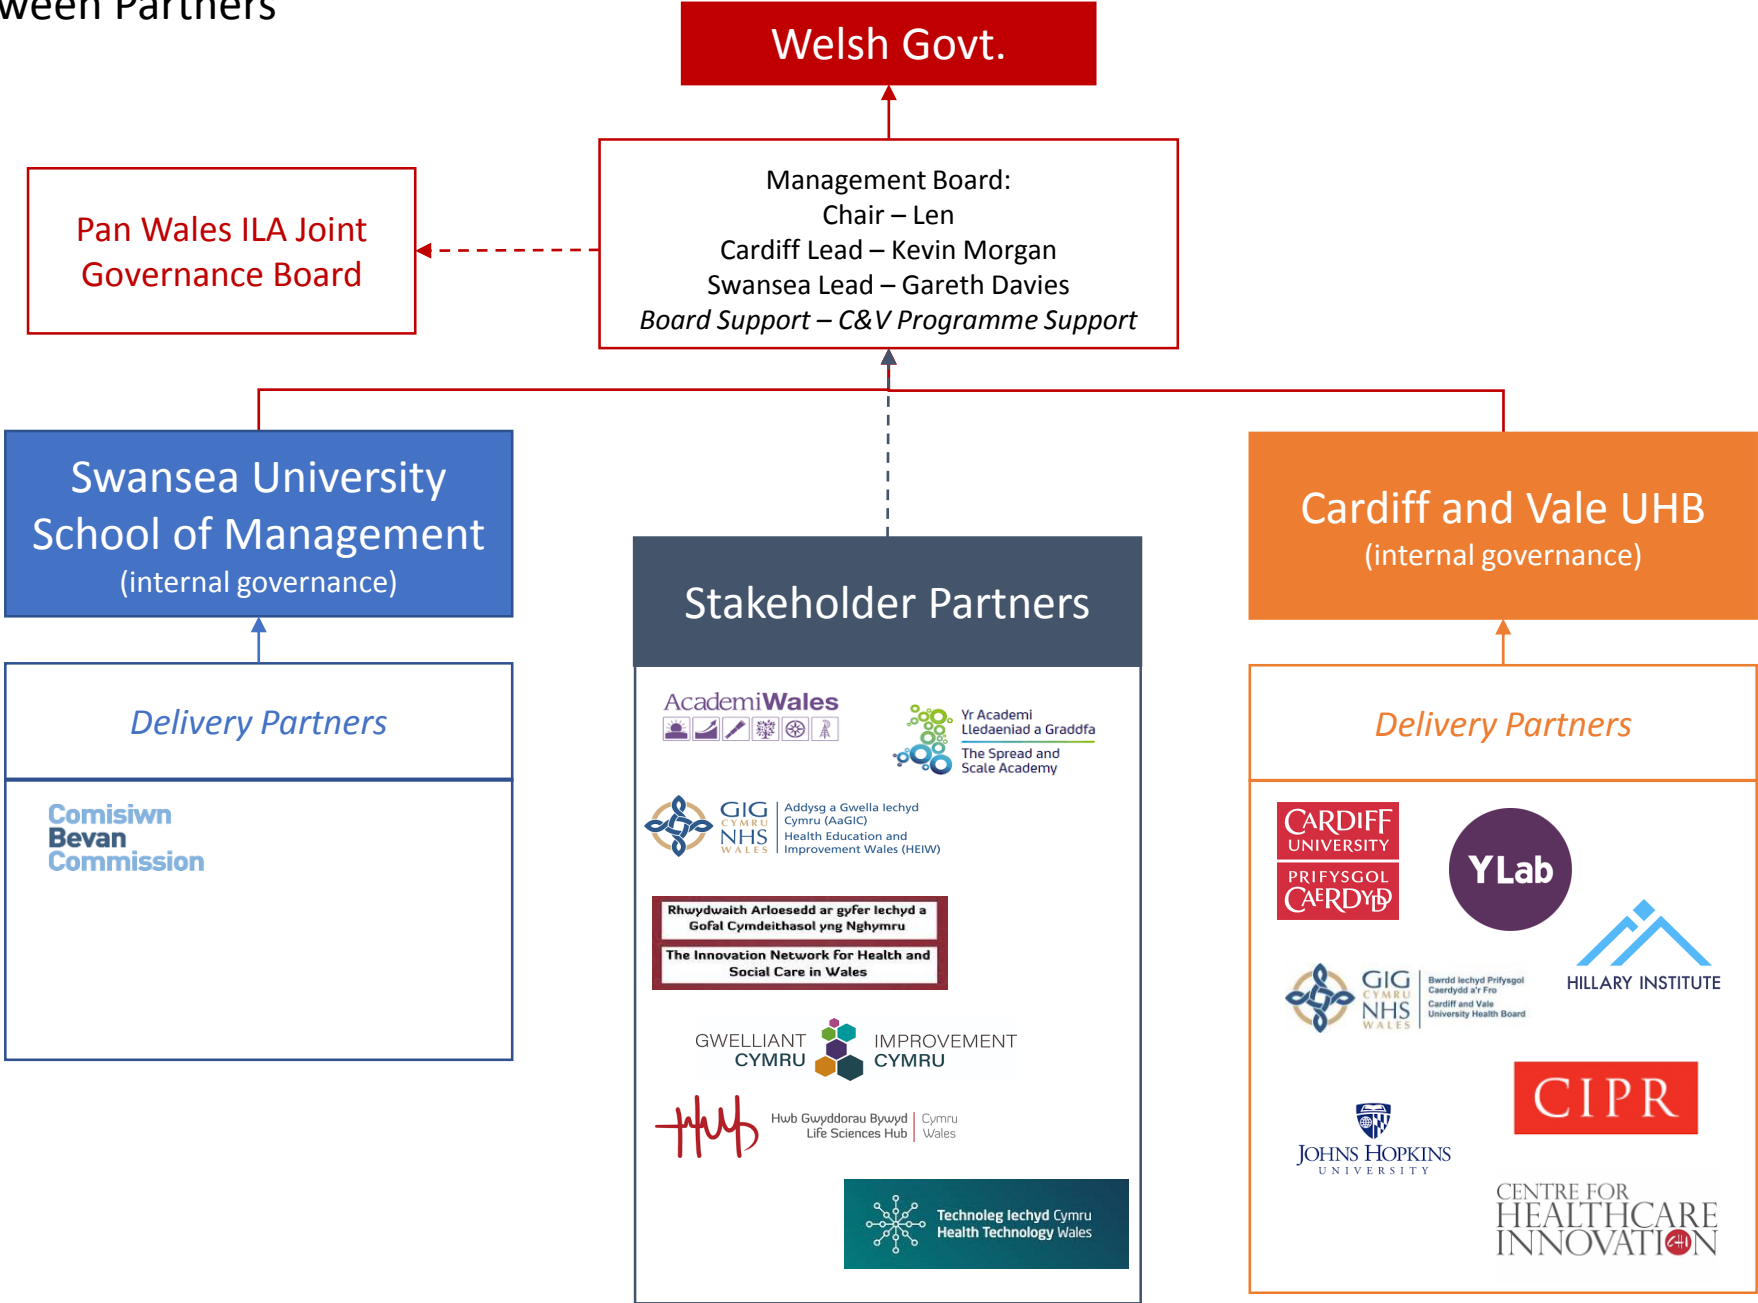 ween Partners
Welsh Govt.
Pan Wales ILA Joint
Governance Board
Management Board:
Chair – Len
Cardiff Lead – Kevin Morgan
Swansea Lead – Gareth Davies
Board Support – C&V Programme Support
Swansea University
School of Management
(internal governance)
Delivery Partners
Comisiwn
Bevan
Commission
Stakeholder Partners
AcademiWales
Yr Academi
Lledaeniad a Graddfa
The Spread and
Scale Academy
GIG
CYMRU
NHS
WALES
Addysg a Gwella Iechyd
Cymru (AaGIC)
Health Education and
Improvement Wales (HEIW)
Rhwydwaith Arloesedd ar gyfer Iechyd a
Gofal Cymdeithasol yng Nghymru
The Innovation Network for Health and
Social Care in Wales
GWELLIANT
CYMRU
IMPROVEMENT
CYMRU
Hwb
Hwb Gwyddorau Bywyd
Life Sciences Hub
Cymru
Wales
Technoleg Iechyd Cymru
Health Technology Wales
Cardiff and Vale UHB
(internal governance)
Delivery Partners
CARDIFF
UNIVERSITY
PRIFYSGOL
CAERDYDD
YLab
HILLARY INSTITUTE
GIG
CYMRU
NHS
WALES
Bwrdd Iechyd Prifysgol
Caerdydd a'r Fro
Cardiff and Vale
University Health Board
CIPR
JOHNS HOPKINS
UNIVERSITY
CENTRE FOR
HEALTHCARE
INNOVATION
CHI